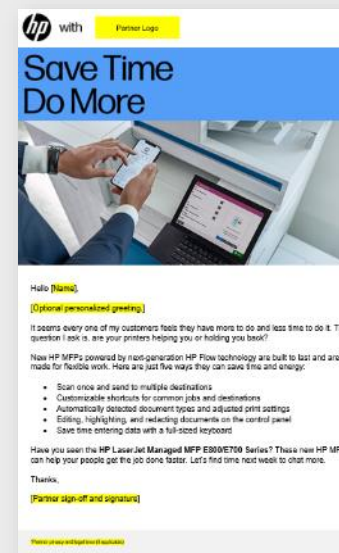 hp with Partner Logo
Save Time
Do More
Hello [Name],
[Optional personalized greeting.]
It seems every one of my customers feels they have more to do and less time to do it. T
question I ask is, are your printers helping you or holding you back?
New HP MFPs powered by next-generation HP Flow technology are built to last and are
made for flexible work. Here are just five ways they can save time and energy:
• Scan once and send to multiple destinations
• Customizable shortcuts for common jobs and destinations
• Automatically detected document types and adjusted print settings
• Editing, highlighting, and redacting documents on the control panel
• Save time entering data with a full-sized keyboard
Have you seen the HP LaserJet Managed MFP E800/E700 Series? These new HP MF
can help your people get the job done faster. Let's find time next week to chat more.
Thanks,
[Partner sign-off and signature]